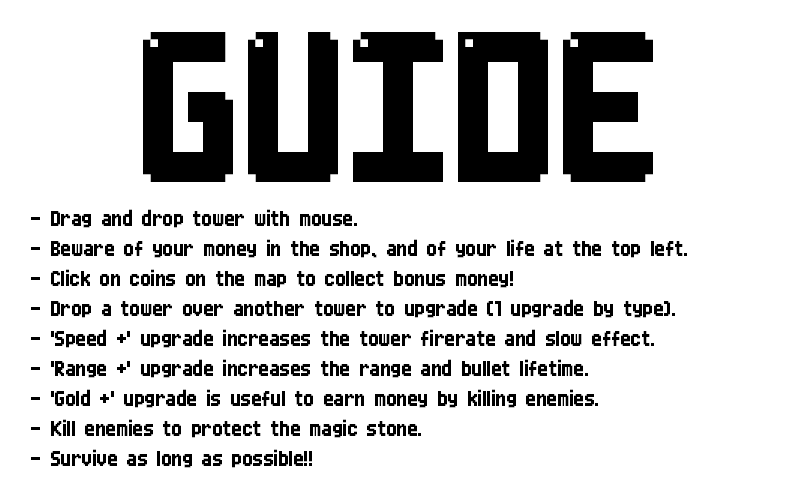 GUIDE
- Drag and drop tower with mouse.
- Beware of your money in the shop, and of your life at the top left.
- Click on coins on the map to collect bonus money!
- Drop a tower over another tower to upgrade (1 upgrade by type).
- 'Speed +' upgrade increases the tower firerate and slow effect.
- 'Range +' upgrade increases the range and bullet lifetime.
- 'Gold +' upgrade is useful to earn money by killing enemies.
- Kill enemies to protect the magic stone.
- Survive as long as possible!!